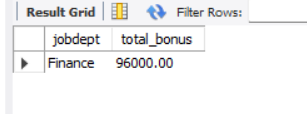 Result Grid Filter Rows:
jobdept total_bonus
Finance 96000.00